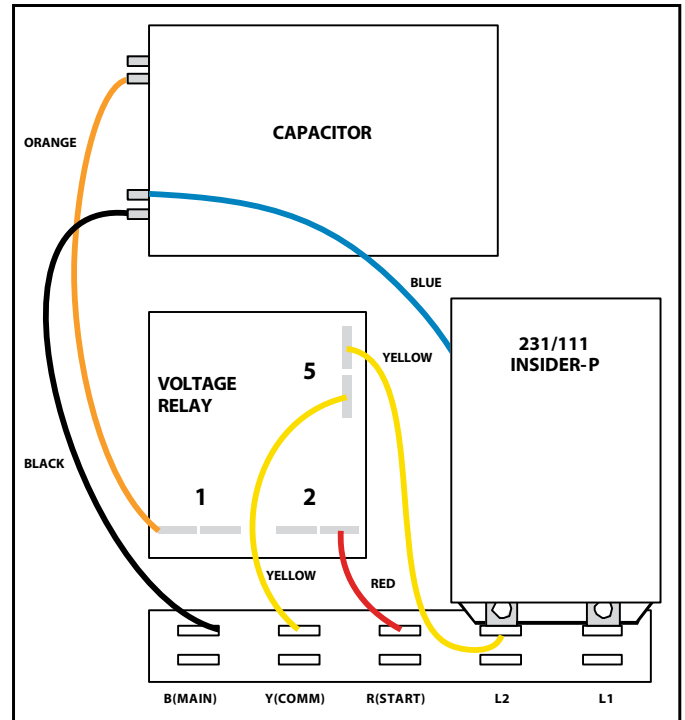 CAPACITOR
ORANGE
BLUE
231/111
INSIDER-P
YELLOW
5
VOLTAGE
RELAY
BLACK
1
2
YELLOW
RED
B(MAIN)
Y(COMM)
R(START)
L2
L1